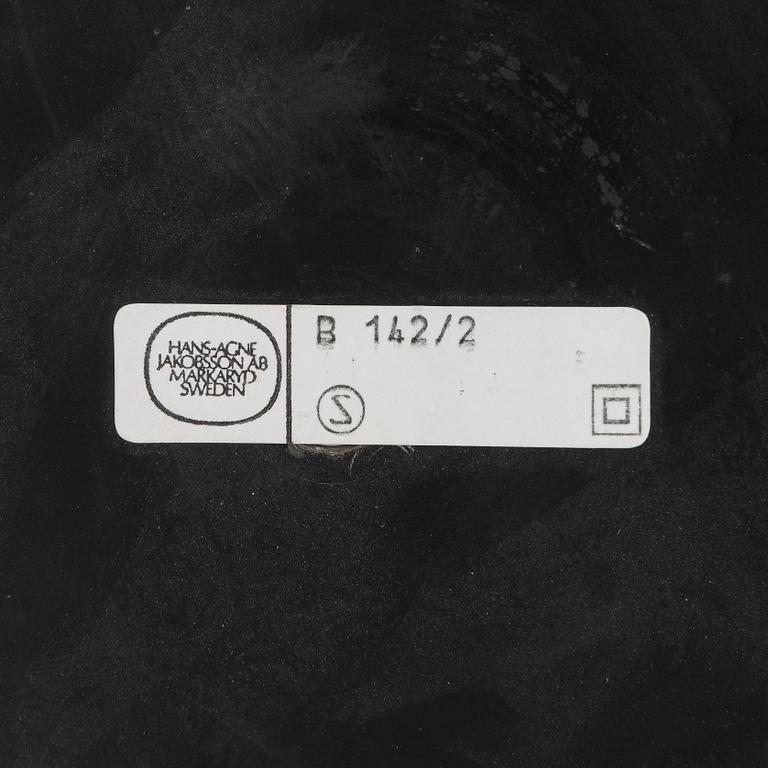 HANS-AGNE
JAKOBSSON AB
MARKARYD
SWEDEN
B 142/2
S